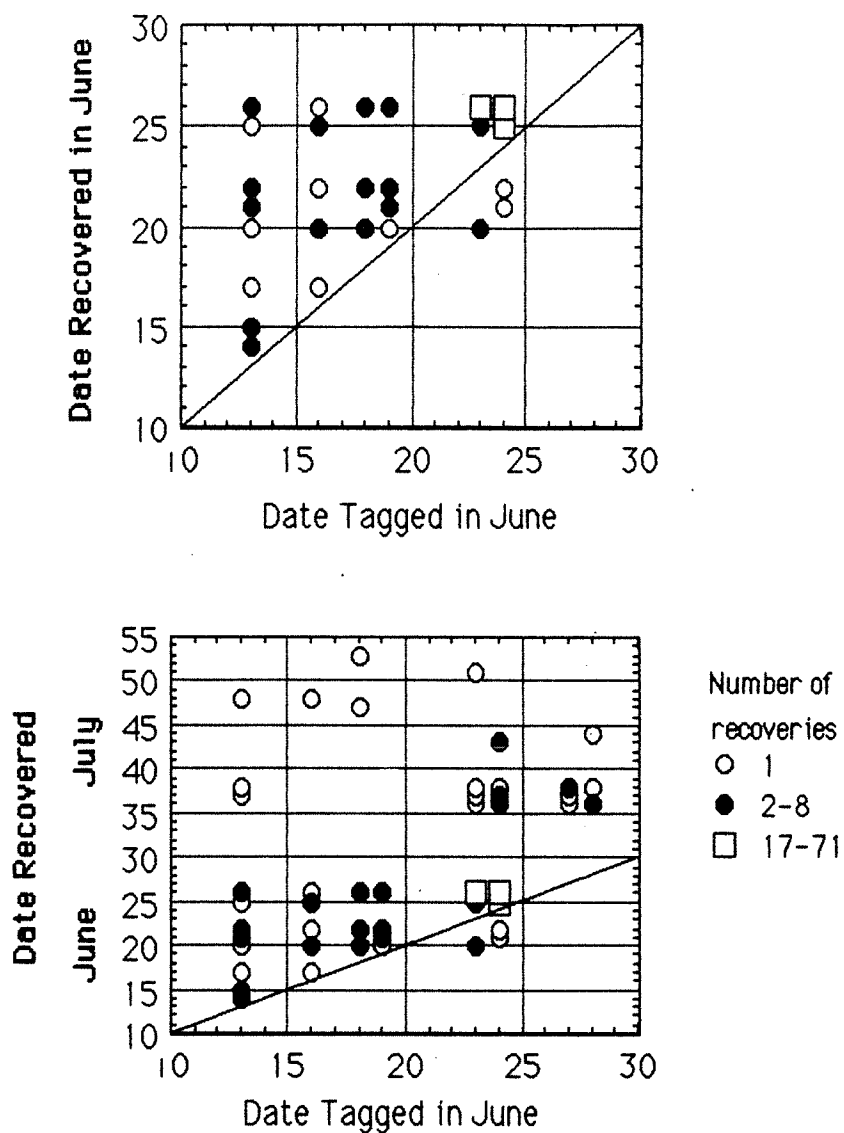 30
25
20
15
10
Date Recovered in June
10 15 20 25 30
Date Tagged in June
55
50
45
40
35
30
25
20
15
10
Date Recovered
June July
10 15 20 25 30
Date Tagged in June
Number of
recoveries
1
2-8
17-71